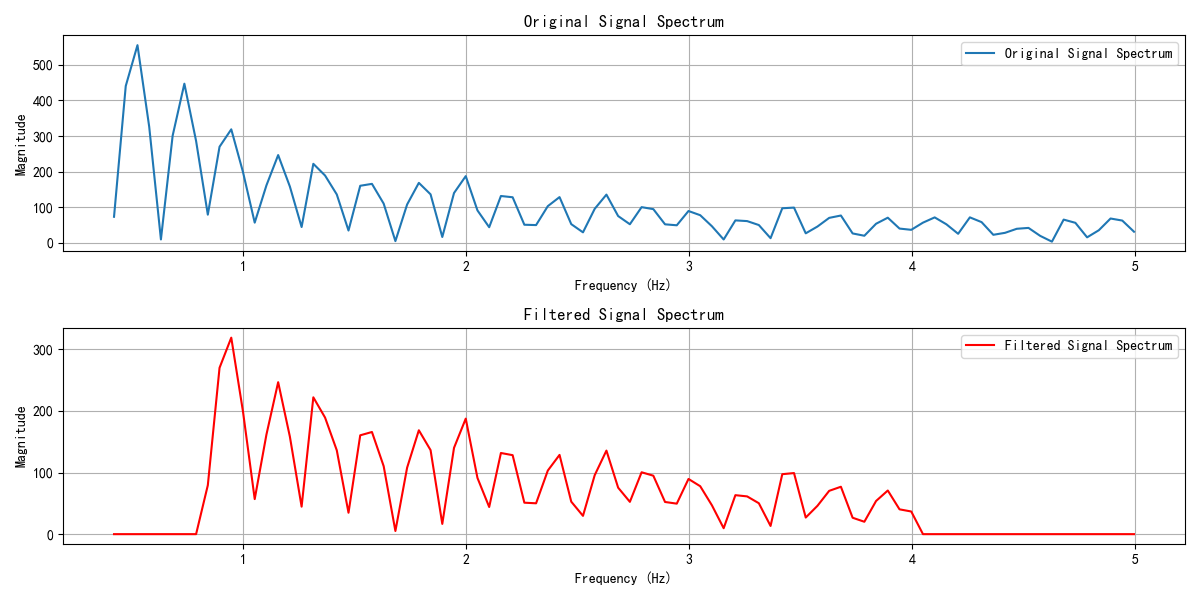 Original Signal Spectrum
500
400
300
200
100
0
Magnitude
Original Signal Spectrum
1 2 3 4 5
Frequency (Hz)
Filtered Signal Spectrum
300
200
100
0
Magnitude
Filtered Signal Spectrum
1 2 3 4 5
Frequency (Hz)